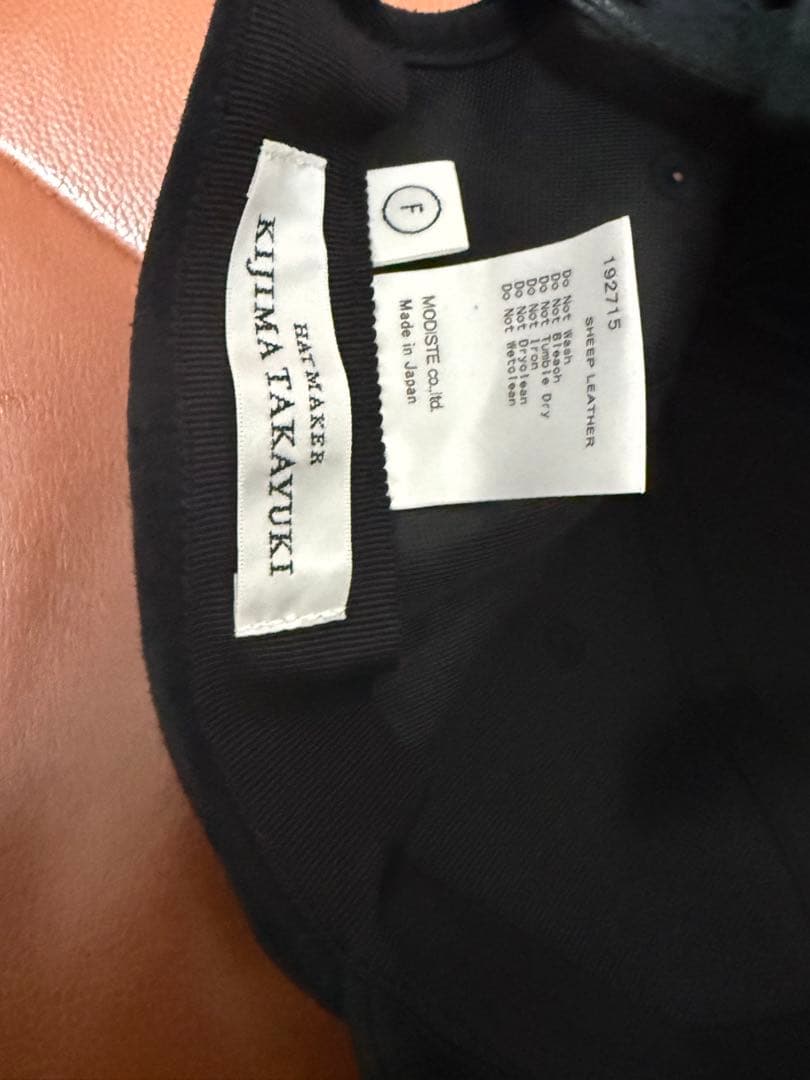 HAT MAKER
KIJIMA TAKAYUKI
F
192715
SHEEP LEATHER
Do Not Wash
Do Not Bleach
Do Not Tumble Dry
Do Not Iron
Do Not Dryclean
Do Not Wetclean
MODISTE co.,ltd.
Made in Japan